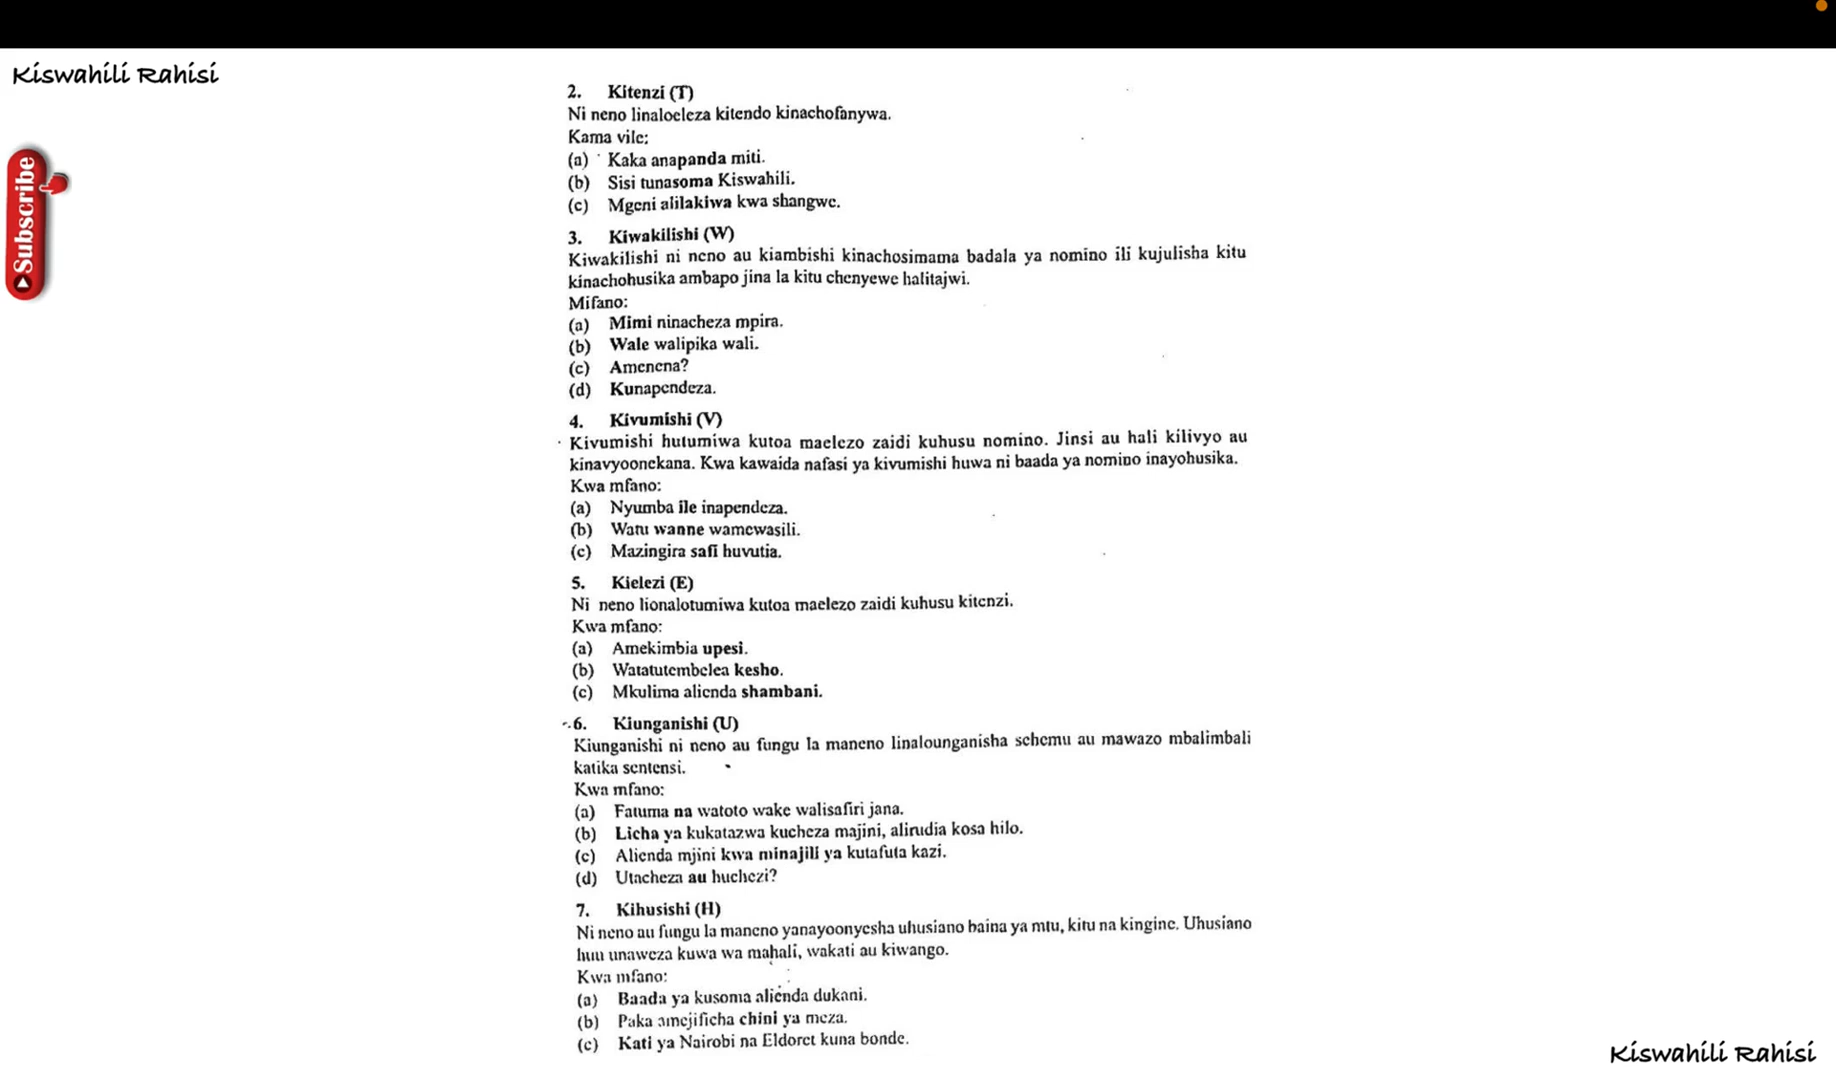 Kiswahili Rahisi
Subscribe
2. Kitenzi (T)
Ni neno linaloeleza kitendo kinachofanywa.
Kama vile:
(a) Kaka anapanda miti.
(b) Sisi tunasoma Kiswahili.
(c) Mgeni alilakiwa kwa shangwe.
3. Kiwakilishi (W)
Kiwakilishi ni neno au kiambishi kinachosimama badala ya nomino ili kujulisha kitu
kinachohusika ambapo jina la kitu chenyewe halitajwi.
Mifano:
(a) Mimi ninacheza mpira.
(b) Wale walipika wali.
(c) Amenena?
(d) Kunapendeza.
4. Kivumishi (V)
Kivumishi hutumiwa kutoa maelezo zaidi kuhusu nomino. Jinsi au hali kilivyo au
kinavyoonekana. Kwa kawaida nafasi ya kivumishi huwa ni baada ya nomino inayohusika.
Kwa mfano:
(a) Nyumba ile inapendeza.
(b) Watu wanne wamewasili.
(c) Mazingira safi huvutia.
5. Kielezi (E)
Ni neno lionalotumiwa kutoa maelezo zaidi kuhusu kitenzi.
Kwa mfano:
(a) Amekimbia upesi.
(b) Watatutembelea kesho.
(c) Mkulima alienda shambani.
6. Kiunganishi (U)
Kiunganishi ni neno au fungu la maneno linalounganisha sehemu au mawazo mbalimbali
katika sentensi.
Kwa mfano:
(a) Fatuma na watoto wake walisafiri jana.
(b) Licha ya kukatazwa kucheza majini, alirudia kosa hilo.
(c) Alienda mjini kwa minajili ya kutafuta kazi.
(d) Utacheza au huchezi?
7. Kihusishi (H)
Ni neno au fungu la maneno yanayoonyesha uhusiano baina ya mtu, kitu na kingine. Uhusiano
huu unaweza kuwa wa mahali, wakati au kiwango.
Kwa mfano:
(a) Baada ya kusoma alienda dukani.
(b) Paka amejificha chini ya meza.
(c) Kati ya Nairobi na Eldoret kuna bonde.
Kiswahili Rahisi